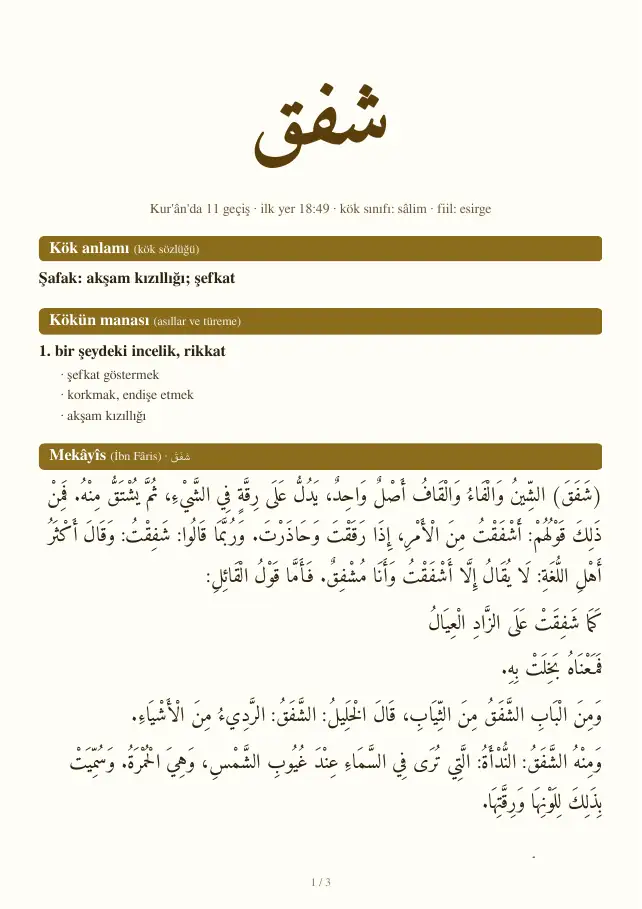 شفق
Kur'ân'da 11 geçiş · ilk yer 18:49 · kök sınıfı: sâlim · fiil: esirge
Kök anlamı (kök sözlüğü)
Şafak: akşam kızıllığı; şefkat
Kökün manası (asıllar ve türeme)
1. bir şeydeki incelik, rikkat
· şefkat göstermek
· korkmak, endişe etmek
· akşam kızıllığı
Mekâyîs (İbn Fâris) · شَفَقَ
(شَفَقَ) الشِّينُ وَالْفَاءُ وَالْقَافُ أَصْلٌ وَاحِدٌ، يَدُلُّ عَلَى رِقَّةٍ فِي الشَّيْءِ، ثُمَّ يُشْتَقُّ مِنْهُ. فَمِنْ
ذَلِكَ قَوْلُهُمْ: أَشْفَقْتُ مِنَ الْأَمْرِ، إِذَا رَقَقْتَ وَحَاذَرْتَ. وَرُبَّمَا قَالُوا: شَفِقْتُ: وَقَالَ أَكْثَرُ
أَهْلِ اللُّغَةِ: لَا يُقَالُ إِلَّا أَشْفَقْتُ وَأَنَا مُشْفِقٌ. فَأَمَّا قَوْلُ الْقَائِلِ:
كَمَا شَفِقَتْ عَلَى الزَّادِ الْعِيَالُ
فَمَعْنَاهُ بَخِلَتْ بِهِ.
وَمِنَ الْبَابِ الشَّفَقُ مِنَ الثِّيَابِ، قَالَ الْخَلِيلُ: الشَّفَقُ: الرَّدِيءُ مِنَ الْأَشْيَاءِ.
وَمِنْهُ الشَّفَقُ: النُّدْأَةُ: الَّتِي تُرَى فِي السَّمَاءِ عِنْدَ غُيُوبِ الشَّمْسِ، وَهِيَ الْحُمْرَةُ. وَسُمِّيَتْ
بِذَلِكَ لِلَوْنِهَا وَرِقَّتِهَا.
1 / 3